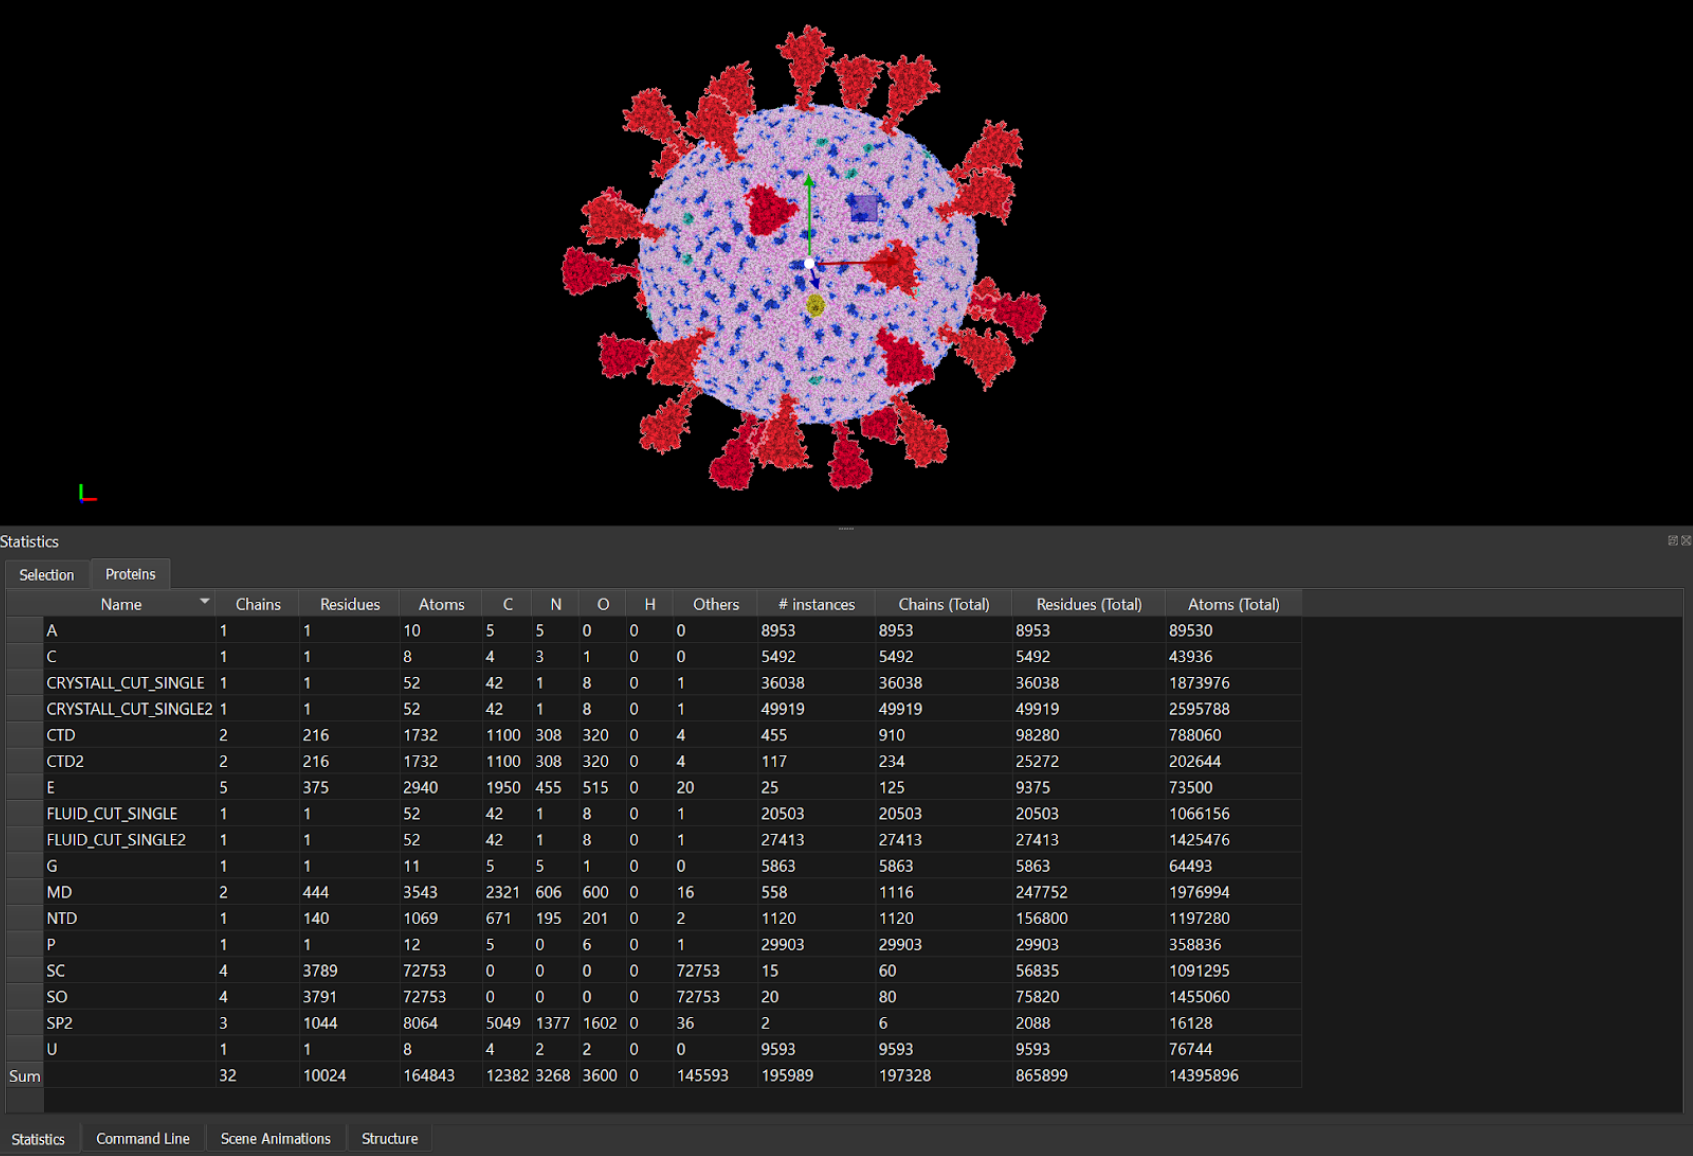 Statistics
Selection Proteins
Name Chains Residues Atoms C N O H Others # instances Chains (Total) Residues (Total) Atoms (Total)
A 1 1 10 5 5 0 0 0 8953 8953 8953 89530
C 1 1 8 4 3 1 0 0 5492 5492 5492 43936
CRYSTALL_CUT_SINGLE 1 1 52 42 1 8 0 1 36038 36038 36038 1873976
CRYSTALL_CUT_SINGLE2 1 1 52 42 1 8 0 1 49919 49919 49919 2595788
CTD 2 216 1732 1100 308 320 0 4 455 910 98280 788060
CTD2 2 216 1732 1100 308 320 0 4 117 234 25272 202644
E 5 375 2940 1950 455 515 0 20 25 125 9375 73500
FLUID_CUT_SINGLE 1 1 52 42 1 8 0 1 20503 20503 20503 1066156
FLUID_CUT_SINGLE2 1 1 52 42 1 8 0 1 27413 27413 27413 1425476
G 1 1 11 5 5 1 0 0 5863 5863 5863 64493
MD 2 444 3543 2321 606 600 0 16 558 1116 247752 1976994
NTD 1 140 1069 671 195 201 0 2 1120 1120 156800 1197280
P 1 1 12 5 0 6 0 1 29903 29903 29903 358836
SC 4 3789 72753 0 0 0 0 72753 15 60 56835 1091295
SO 4 3791 72753 0 0 0 0 72753 20 80 75820 1455060
SP2 3 1044 8064 5049 1377 1602 0 36 2 6 2088 16128
U 1 1 8 4 2 2 0 0 9593 9593 9593 76744
Sum 32 10024 164843 12382 3268 3600 0 145593 195989 197328 865899 14395896
Statistics Command Line Scene Animations Structure